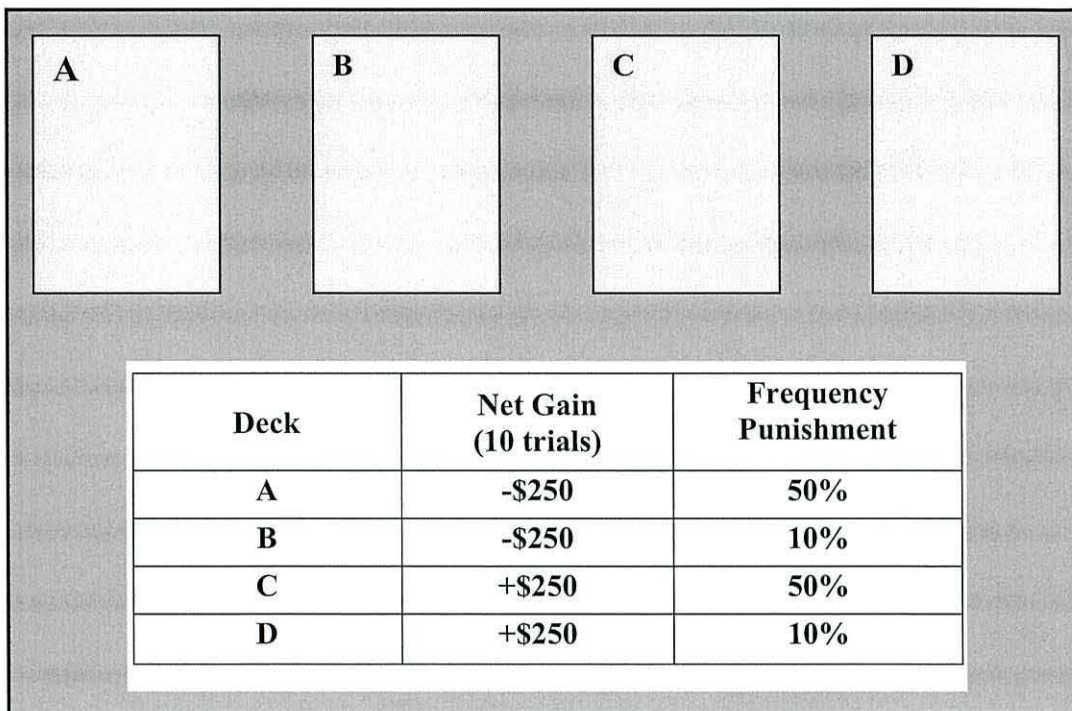 A B C D
Deck Net Gain (10 trials) Frequency Punishment
A -$250 50%
B -$250 10%
C +$250 50%
D +$250 10%